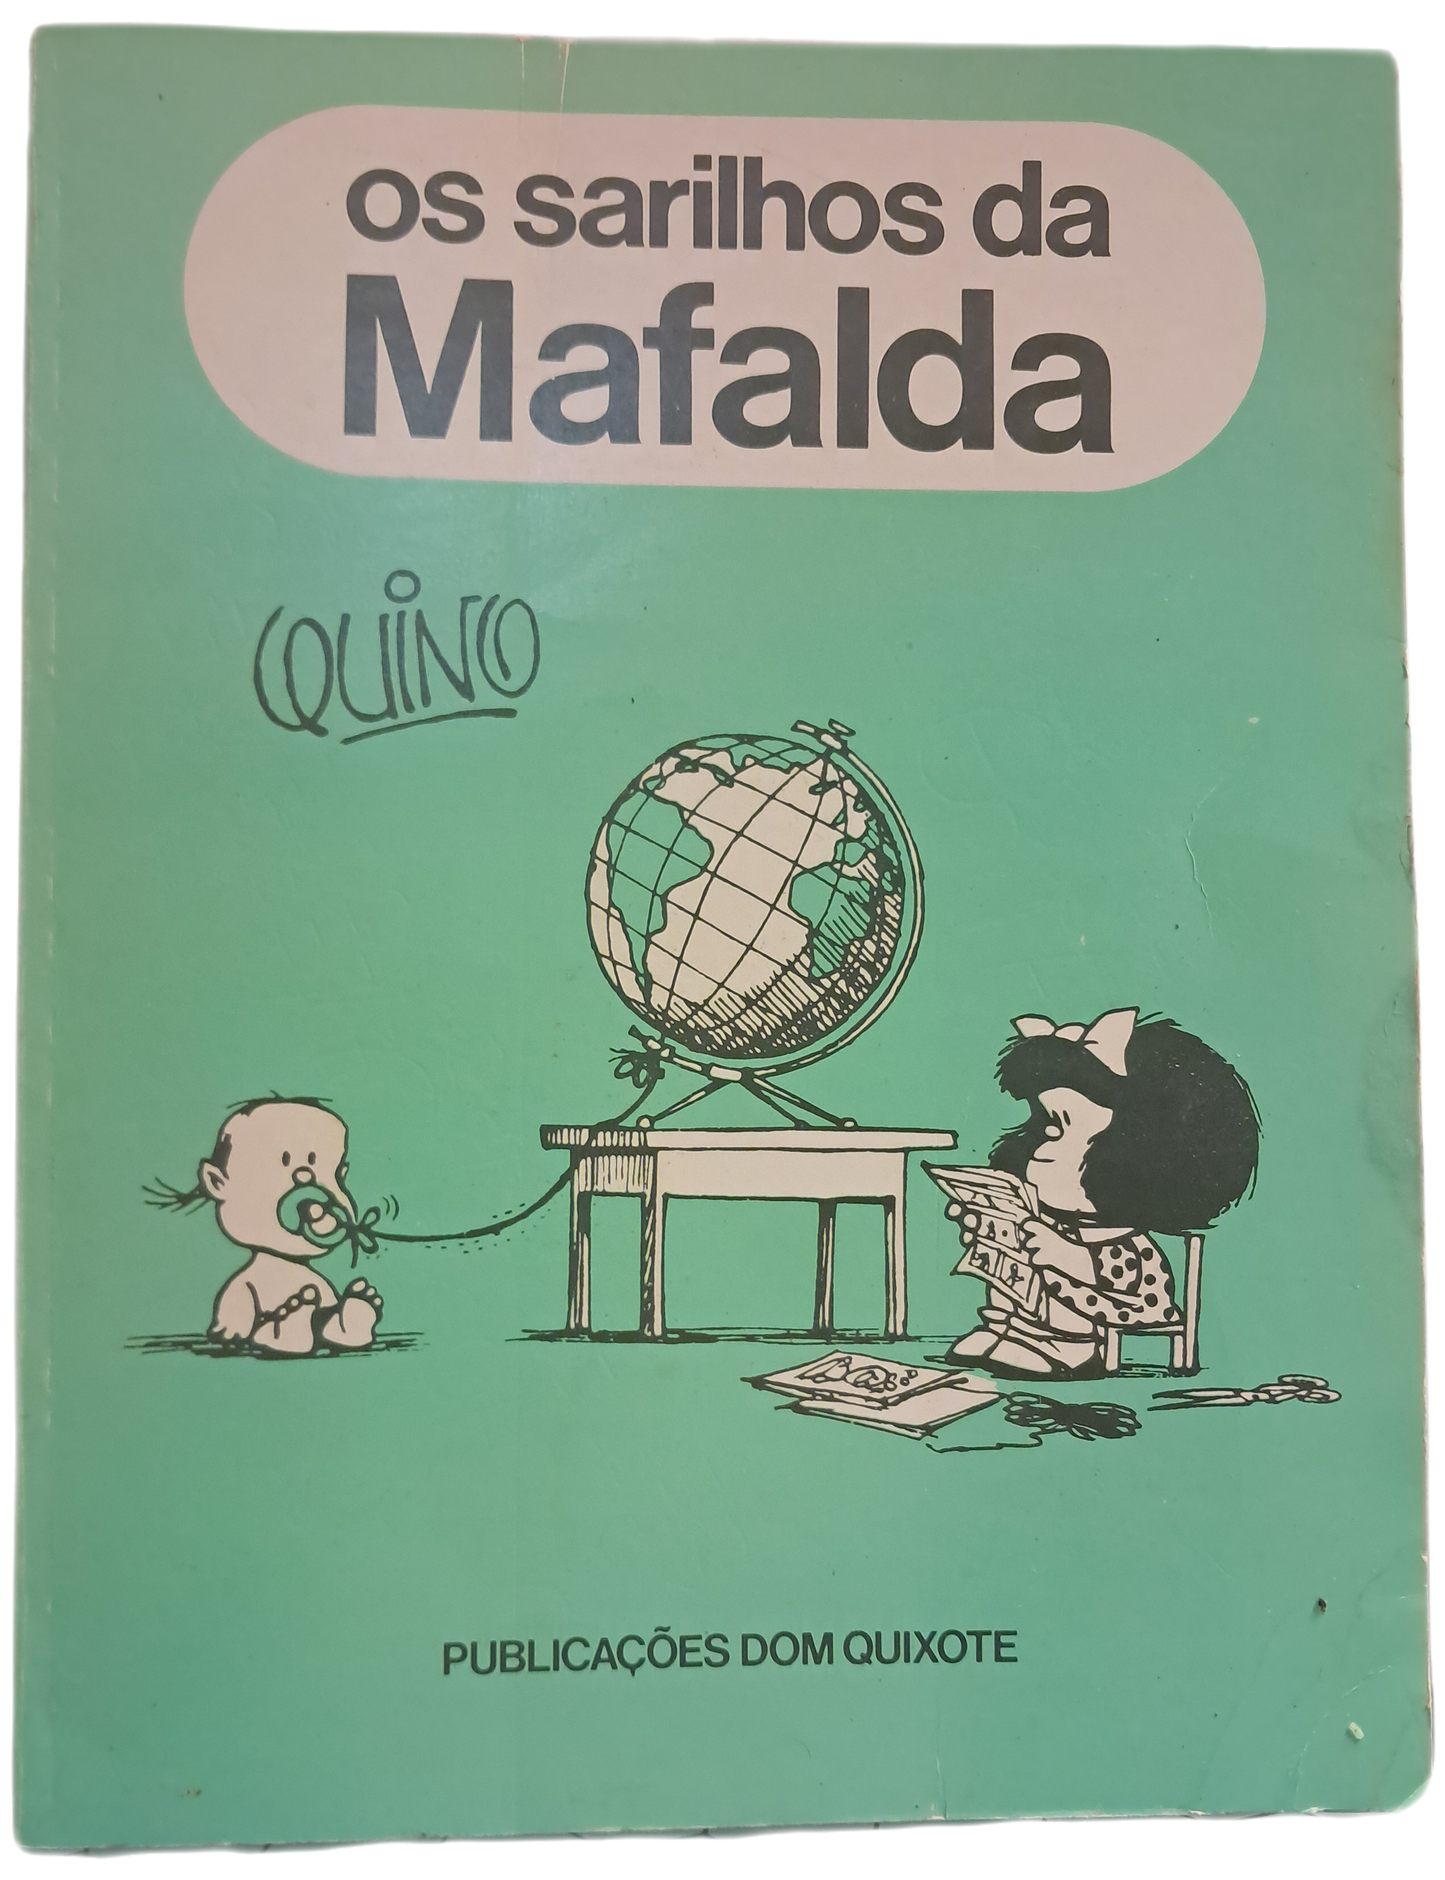 os sarilhos da
Mafalda
QUINO
PUBLICAÇÕES DOM QUIXOTE